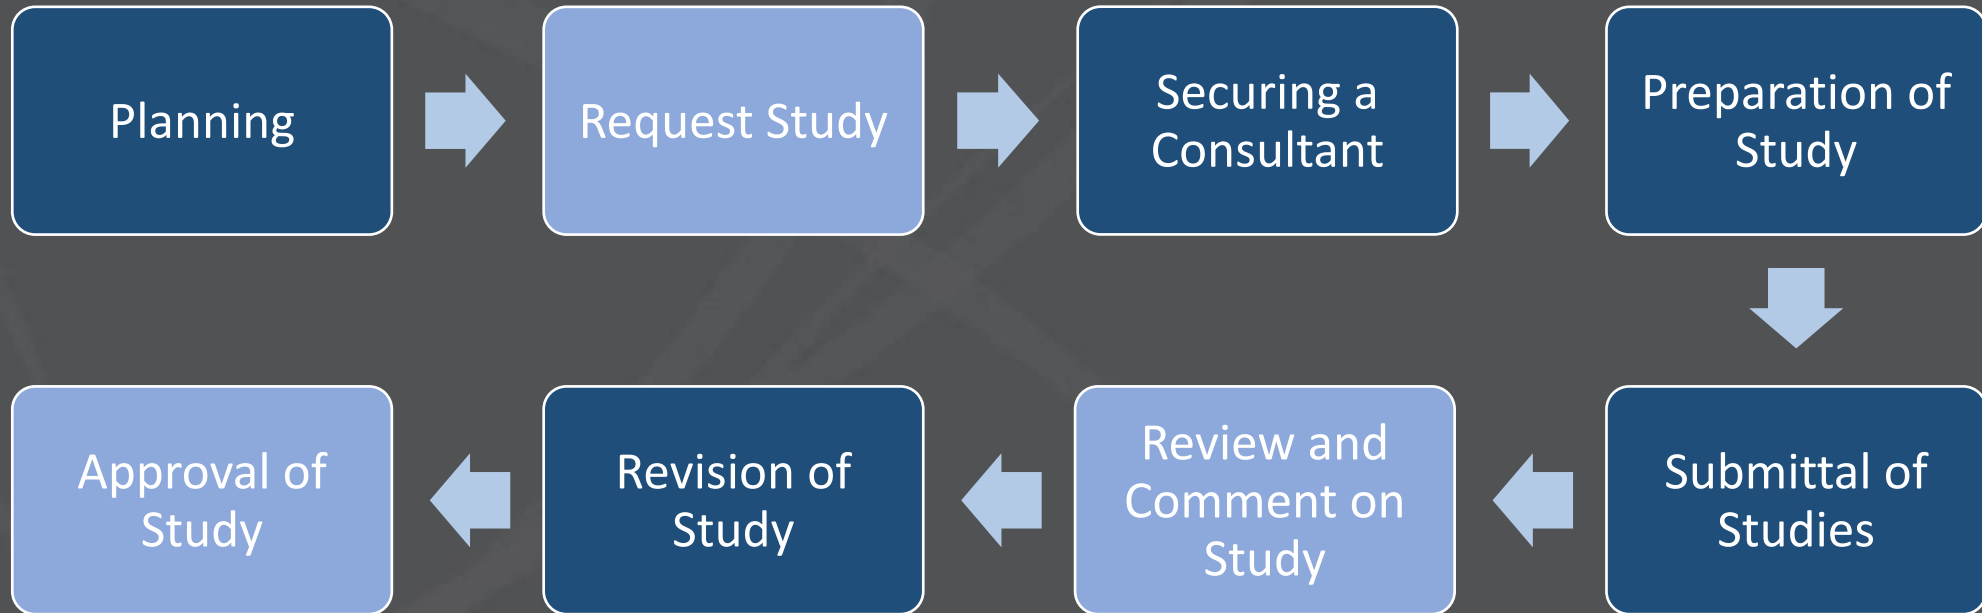 Planning
Request Study
Securing a
Consultant
Preparation of
Study
Submittal of
Studies
Review and
Comment on
Study
Revision of
Study
Approval of
Study